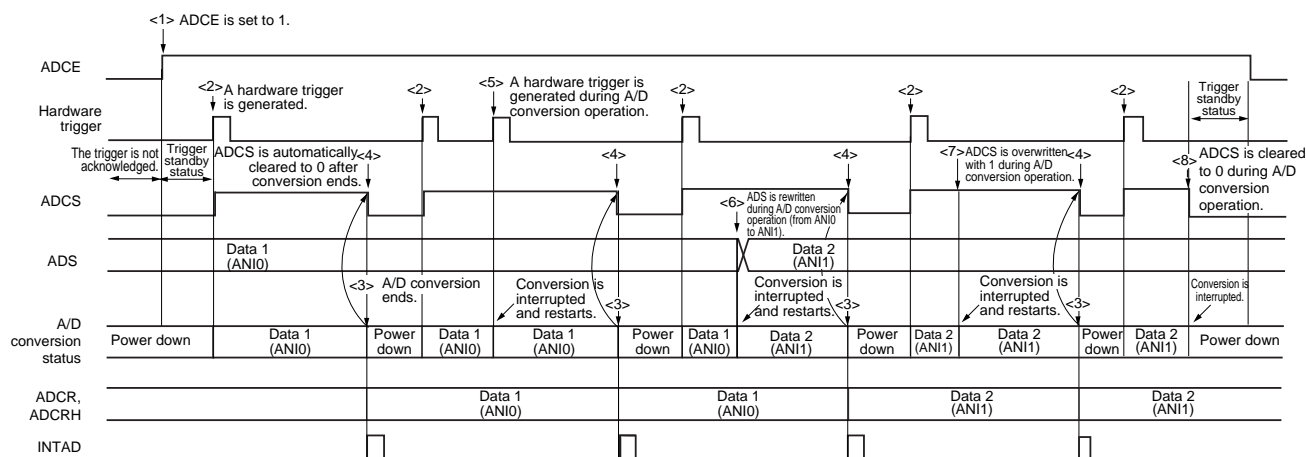 <1> ADCE is set to 1.
ADCE
<2> A hardware trigger
is generated.
<2>
<5> A hardware trigger is
generated during A/D
conversion operation.
<2>
<2>
<2>
Trigger
standby
status
Hardware
trigger
The trigger is not
acknowledged.
Trigger
standby
status
ADCS is automatically
cleared to 0 after
conversion ends.
<4>
<4>
<4>
<7> ADCS is overwritten
with 1 during A/D
conversion operation.
<4>
<8> ADCS is cleared
to 0 during A/D
conversion
operation.
ADCS
<6> ADS is rewritten
during A/D conversion
operation (from ANI0
to ANI1).
ADS
Data 1
(ANI0)
Data 2
(ANI1)
<3> A/D conversion
ends.
Conversion is
interrupted
and restarts.
<3>
Conversion is
interrupted
and restarts.
<3>
Conversion is
interrupted
and restarts.
<3>
Conversion is
interrupted.
A/D
conversion
status
Power down
Data 1
(ANI0)
Power
down
Data 1
(ANI0)
Data 1
(ANI0)
Power
down
Data 1
(ANI0)
Data 2
(ANI1)
Power
down
Data 2
(ANI1)
Data 2
(ANI1)
Power
down
Data 2
(ANI1)
Power down
ADCR,
ADCRH
Data 1
(ANI0)
Data 1
(ANI0)
Data 2
(ANI1)
Data 2
(ANI1)
INTAD